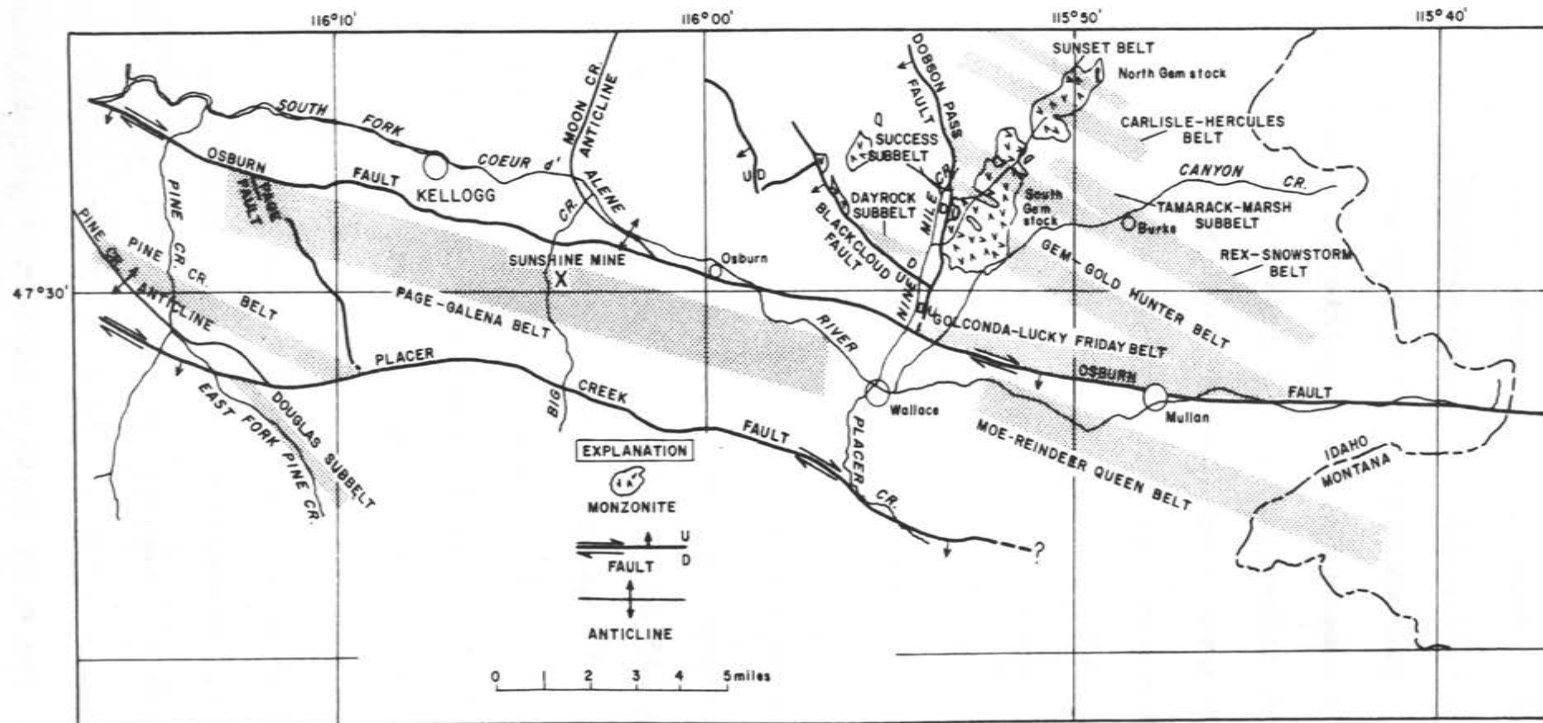 116°10'
116°00'
115°50'
115°40'
SUNSET BELT
North Gem stock
DOBSON PASS
FAULT
MOON CR.
ANTICLINE
SOUTH
FORK
COEUR d'
ALENE
RIVER
SUCCESS
SUBBELT
CARLISLE-HERCULES
BELT
CANYON
CR.
OSBURN
FAULT
KELLOGG
U D
PAGE
FAULT
PINE
CR.
CR.
DAYROCK
SUBBELT
NINE
MILE
CR.
D
South
Gem
stock
TAMARACK-MARSH
SUBBELT
Burke
BLACKCLOUD
FAULT
U
D
REX-SNOWSTORM
BELT
PINE CR.
ANTICLINE
PINE CR.
BELT
SUNSHINE MINE
X
Osburn
GEM-GOLD HUNTER BELT
47°30'
PAGE-GALENA BELT
D U
GOLCONDA-LUCKY FRIDAY BELT
PLACER
CREEK
FAULT
OSBURN
FAULT
BIG
Wallace
Mullan
EAST FORK PINE CR.
DOUGLAS SUBBELT
PLACER
CR.
MOE-REINDEER QUEEN BELT
IDAHO
MONTANA
?
EXPLANATION
MONZONITE
U
FAULT
D
ANTICLINE
0 1 2 3 4 5 miles